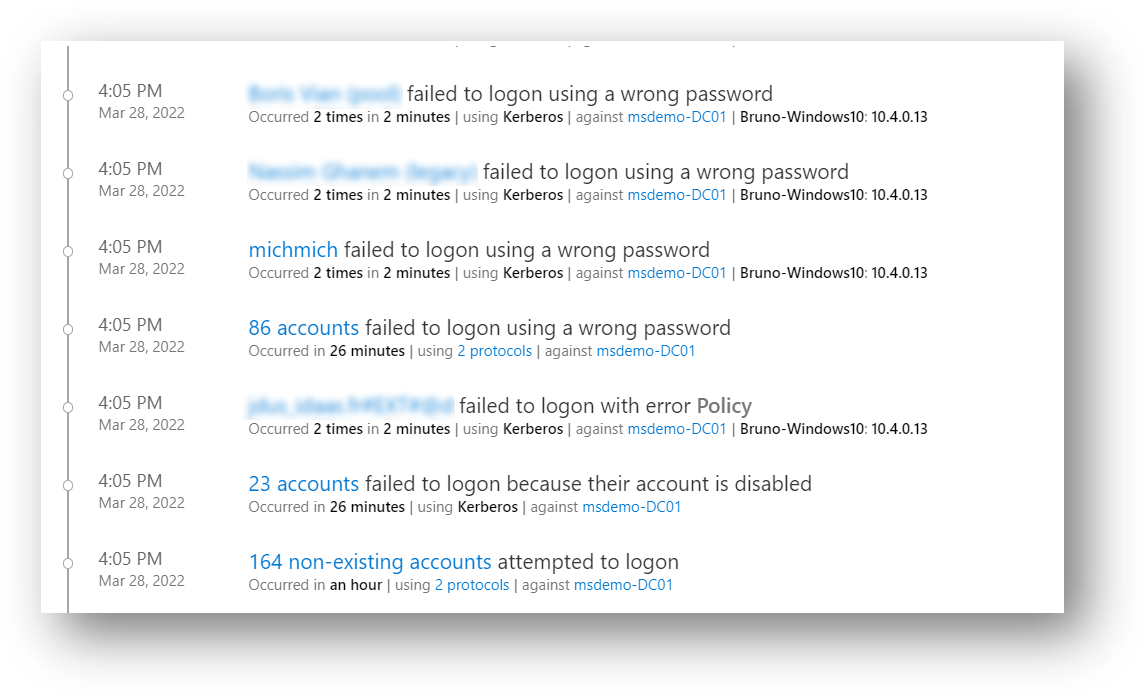 4:05 PM
Mar 28, 2022
failed to logon using a wrong password
Occurred 2 times in 2 minutes | using Kerberos | against msdemo-DC01 | Bruno-Windows10: 10.4.0.13
4:05 PM
Mar 28, 2022
failed to logon using a wrong password
Occurred 2 times in 2 minutes | using Kerberos | against msdemo-DC01 | Bruno-Windows10: 10.4.0.13
4:05 PM
Mar 28, 2022
michmich failed to logon using a wrong password
Occurred 2 times in 2 minutes | using Kerberos | against msdemo-DC01 | Bruno-Windows10: 10.4.0.13
4:05 PM
Mar 28, 2022
86 accounts failed to logon using a wrong password
Occurred in 26 minutes | using 2 protocols | against msdemo-DC01
4:05 PM
Mar 28, 2022
failed to logon with error Policy
Occurred 2 times in 2 minutes | using Kerberos | against msdemo-DC01 | Bruno-Windows10: 10.4.0.13
4:05 PM
Mar 28, 2022
23 accounts failed to logon because their account is disabled
Occurred in 26 minutes | using Kerberos | against msdemo-DC01
4:05 PM
Mar 28, 2022
164 non-existing accounts attempted to logon
Occurred in an hour | using 2 protocols | against msdemo-DC01